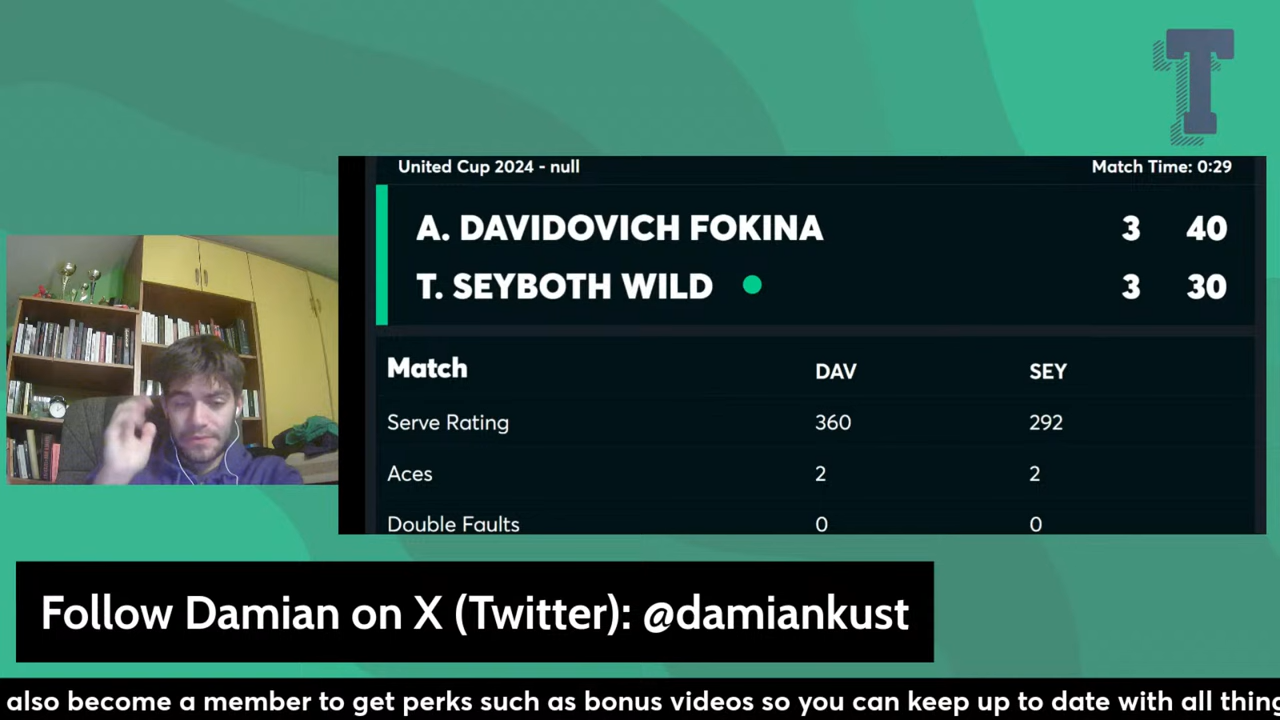 T
United Cup 2024 - null
Match Time: 0:29
A. DAVIDOVICH FOKINA 3 40
T. SEYBOTH WILD 3 30
Match DAV SEY
Serve Rating 360 292
Aces 2 2
Double Faults 0 0
Follow Damian on X (Twitter): @damiankust
also become a member to get perks such as bonus videos so you can keep up to date with all thing